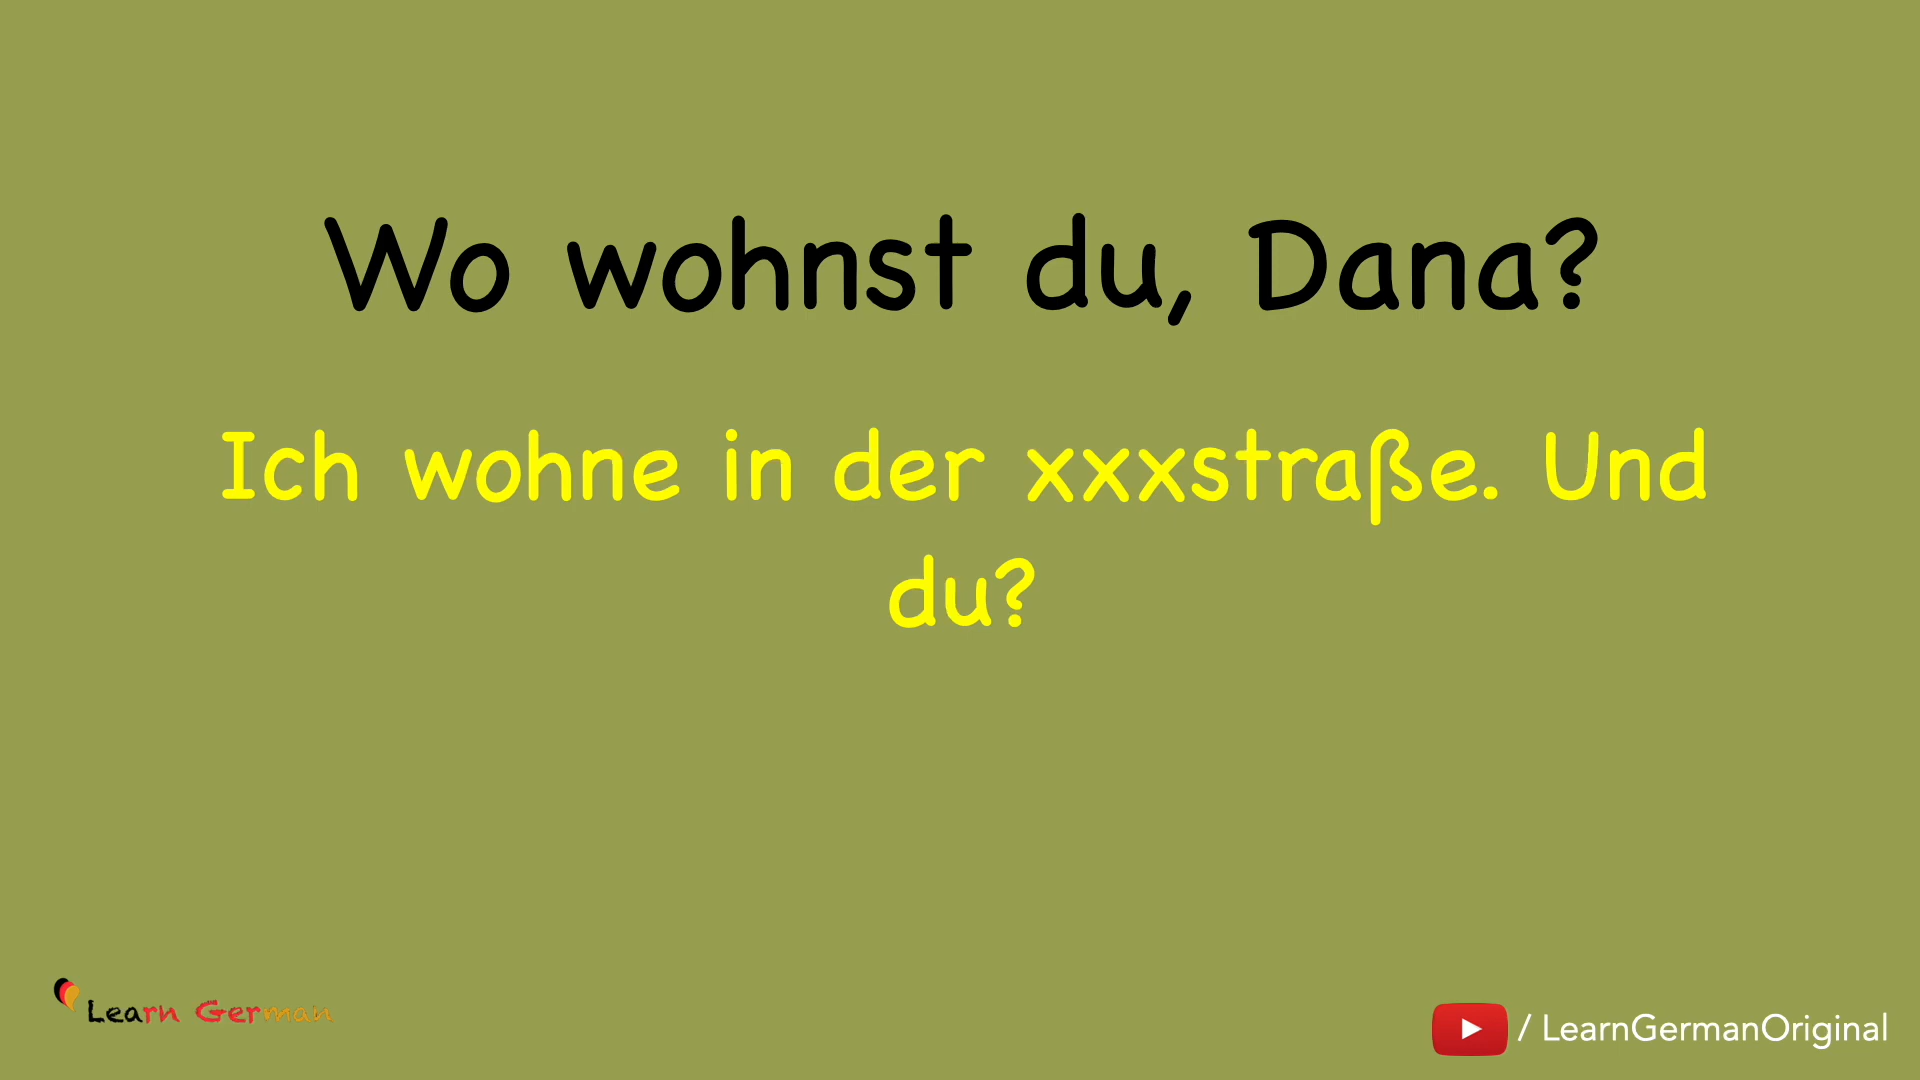 Wo wohnst du, Dana?
Ich wohne in der xxxstraße. Und
du?
Learn German
/ LearnGermanOriginal